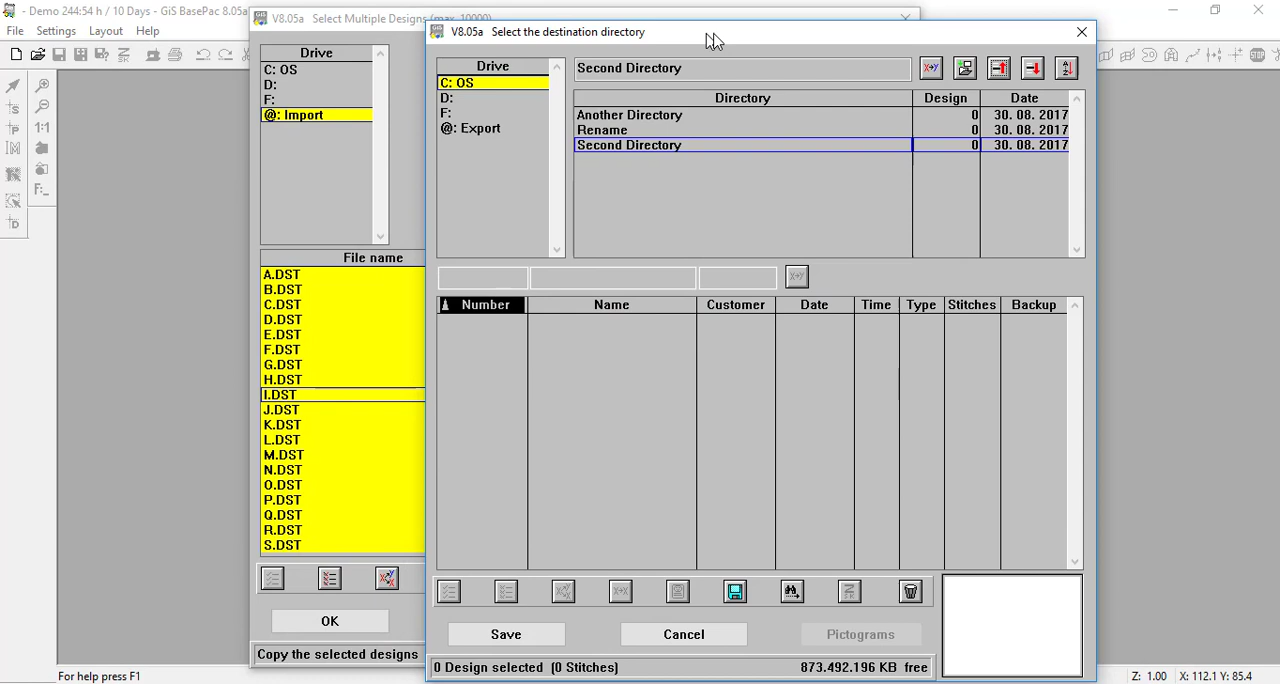 - Demo 244:54 h / 10 Days - GiS BasePac 8.05a
File Settings Layout Help
V8.05a Select Multiple Designs (max. 10000)
Drive
C: OS
D:
F:
@: Import
File name
A.DST
B.DST
C.DST
D.DST
E.DST
F.DST
G.DST
H.DST
I.DST
J.DST
K.DST
L.DST
M.DST
N.DST
O.DST
P.DST
Q.DST
R.DST
S.DST
OK
Copy the selected designs
V8.05a Select the destination directory
Drive
C: OS
D:
F:
@: Export
Second Directory
Directory Design Date
Another Directory 0 30. 08. 2017
Rename 0 30. 08. 2017
Second Directory 0 30. 08. 2017
Number Name Customer Date Time Type Stitches Backup
Save Cancel Pictograms
0 Design selected (0 Stitches) 873.492.196 KB free
For help press F1
Z: 1.00 X: 112.1 Y: 85.4
1:1
F:
STOP